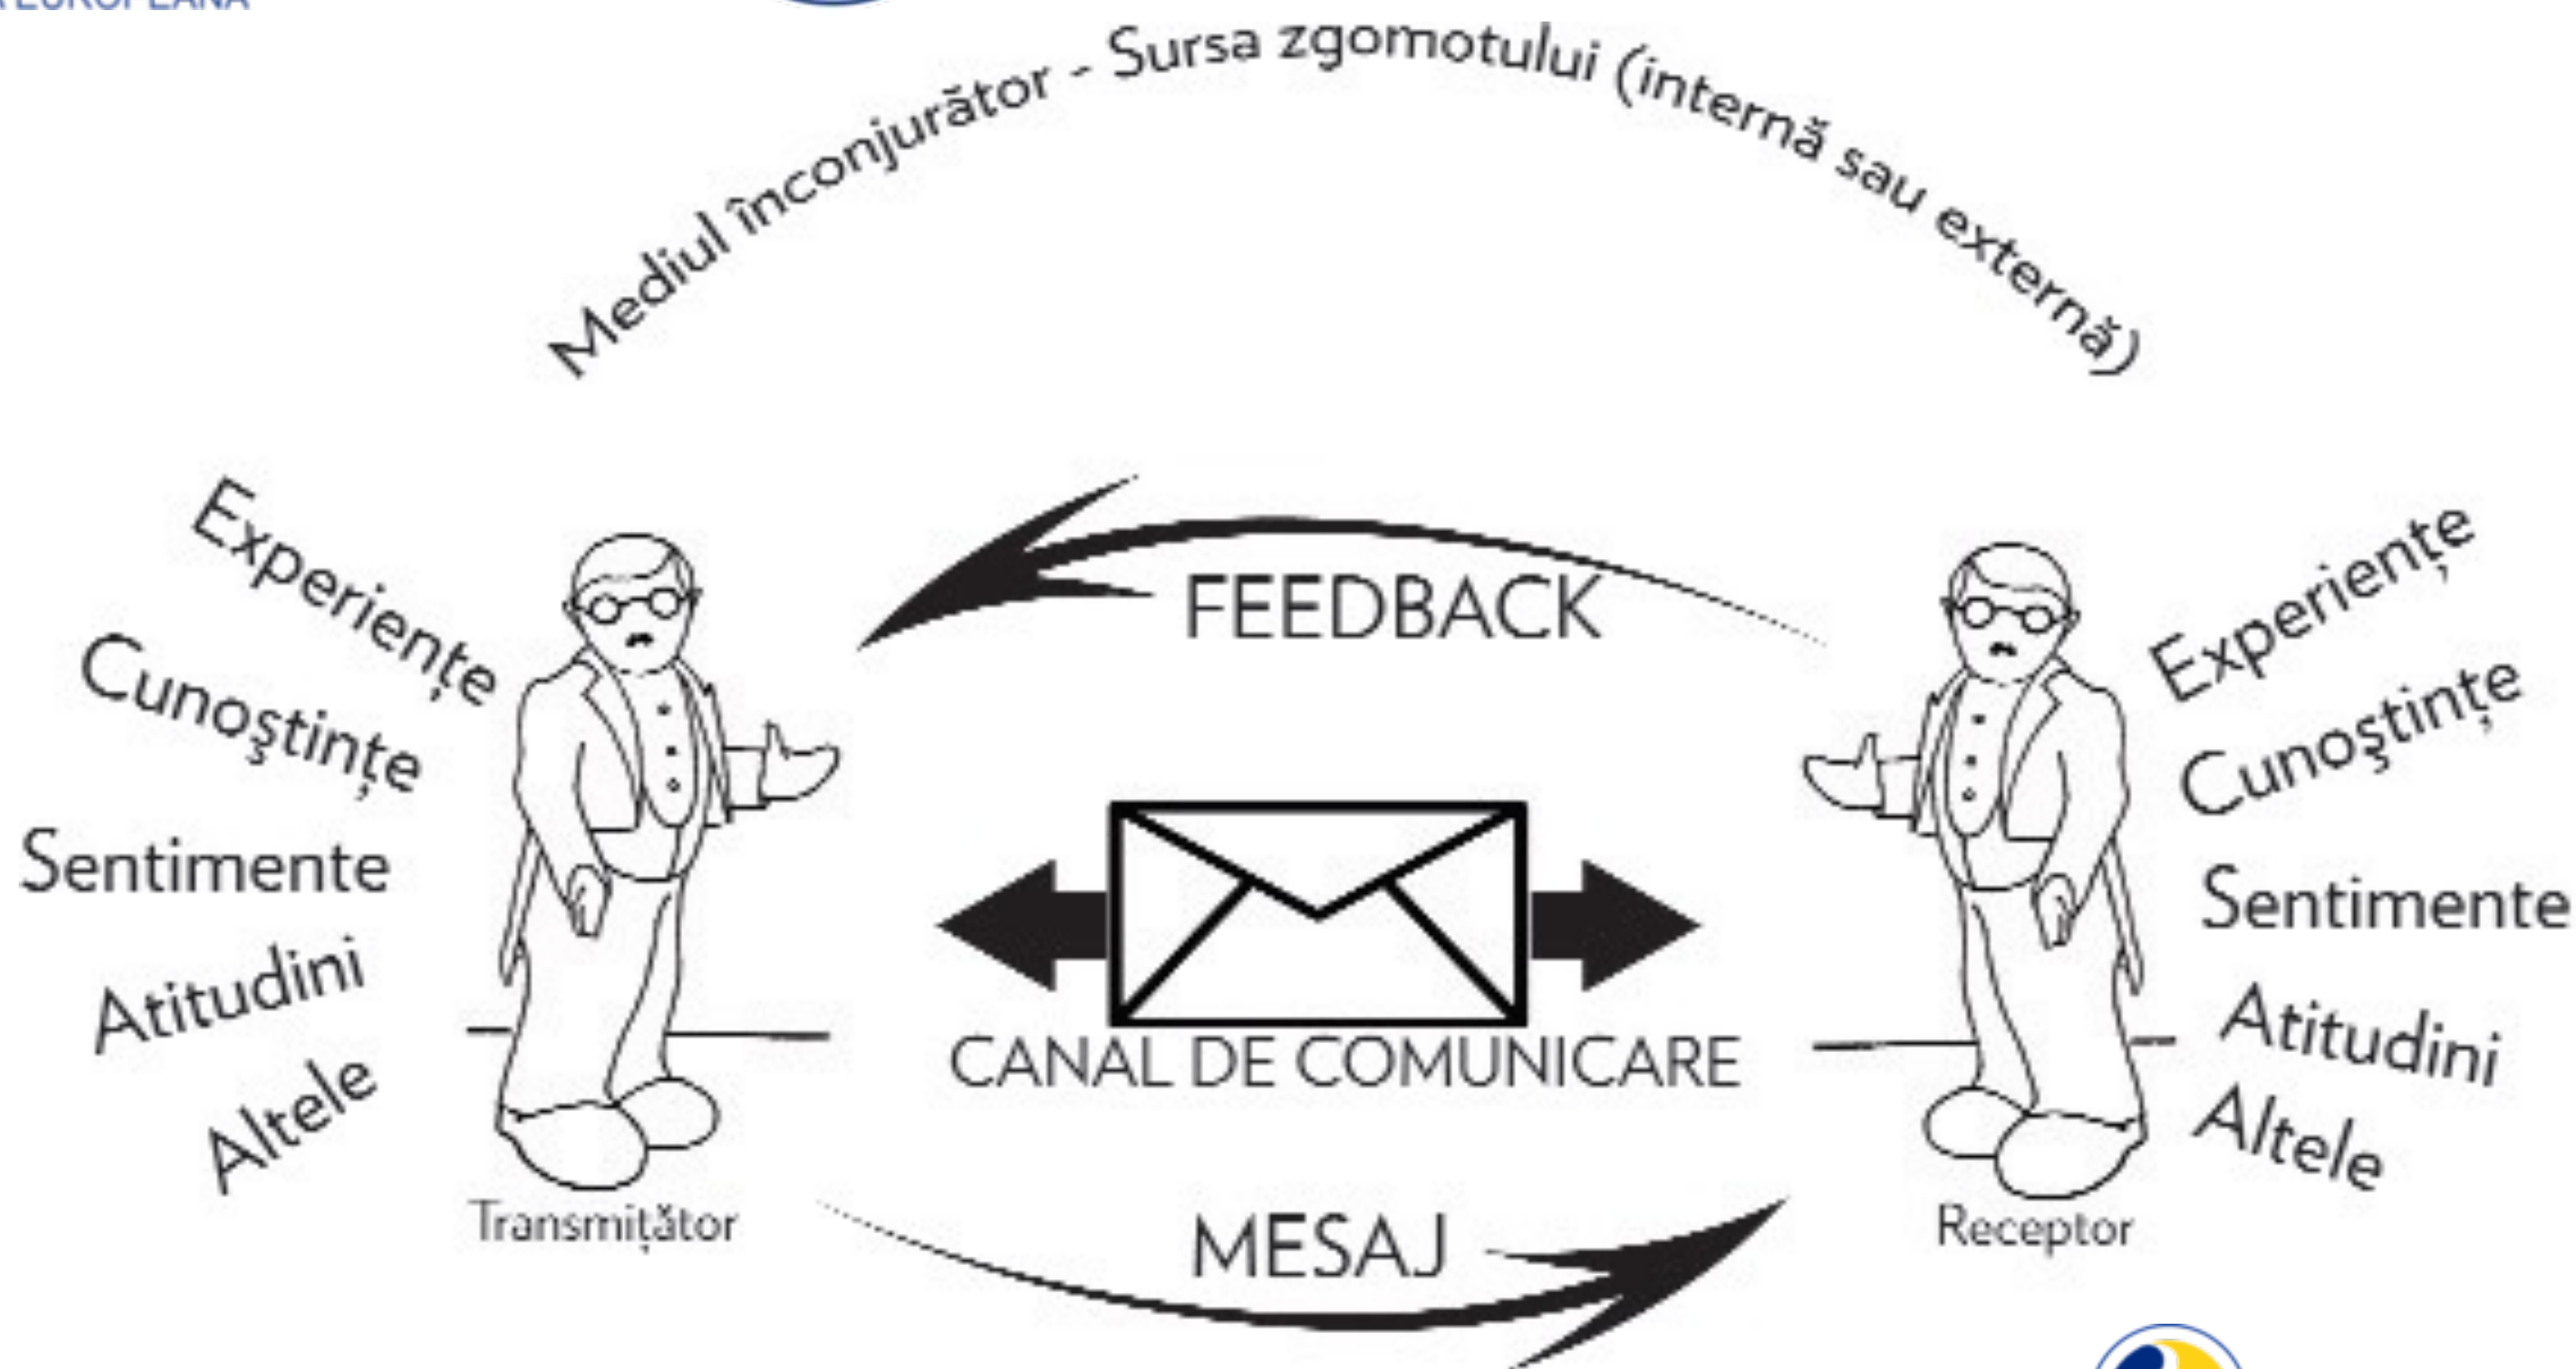 EUROPEANA
Mediul înconjurător - Sursa zgomotului (internă sau externă)
Experiențe
Cunoştințe
Sentimente
Atitudini
Altele
Transmițător
FEEDBACK
CANAL DE COMUNICARE
MESAJ
Experiențe
Cunoştințe
Sentimente
Atitudini
Altele
Receptor